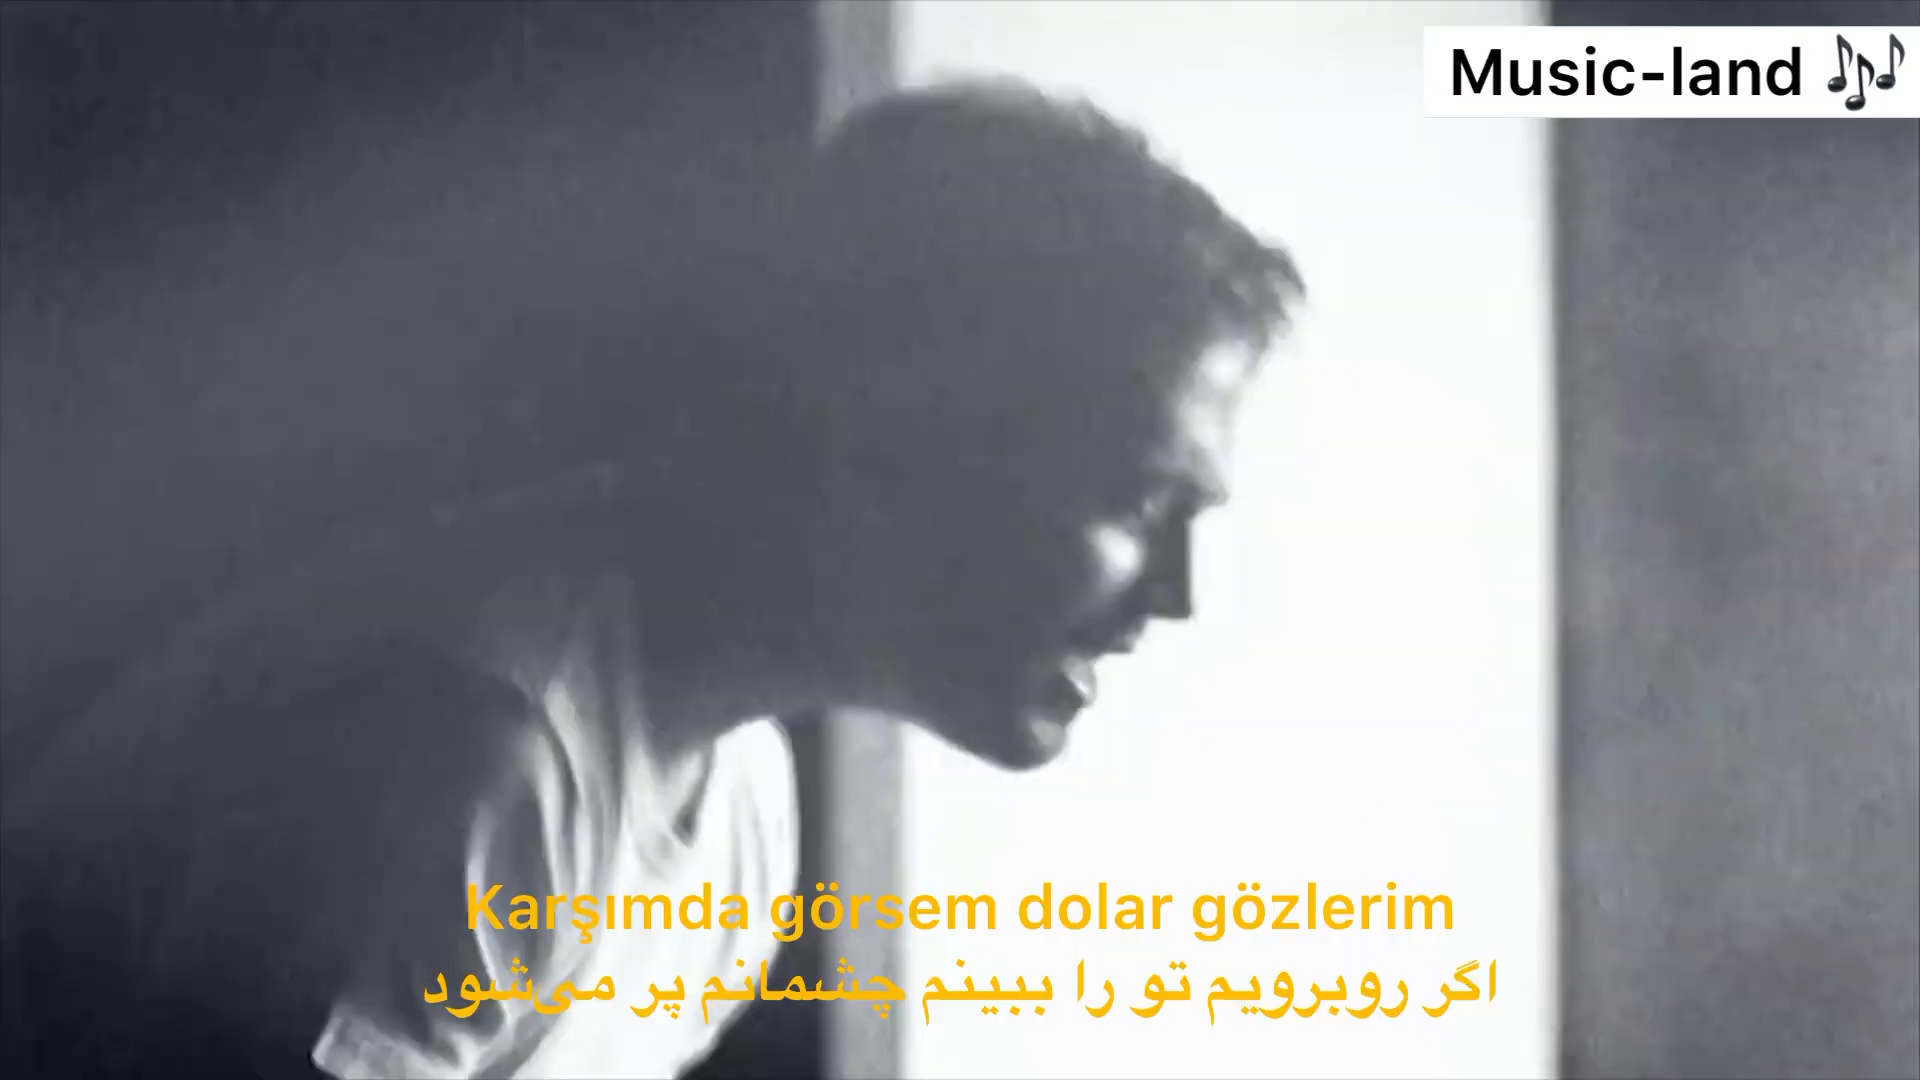 Music-land 🎶
Karşımda görsem dolar gözlerim
اگر روبرویم تو را ببینم چشمانم پر می‌شود